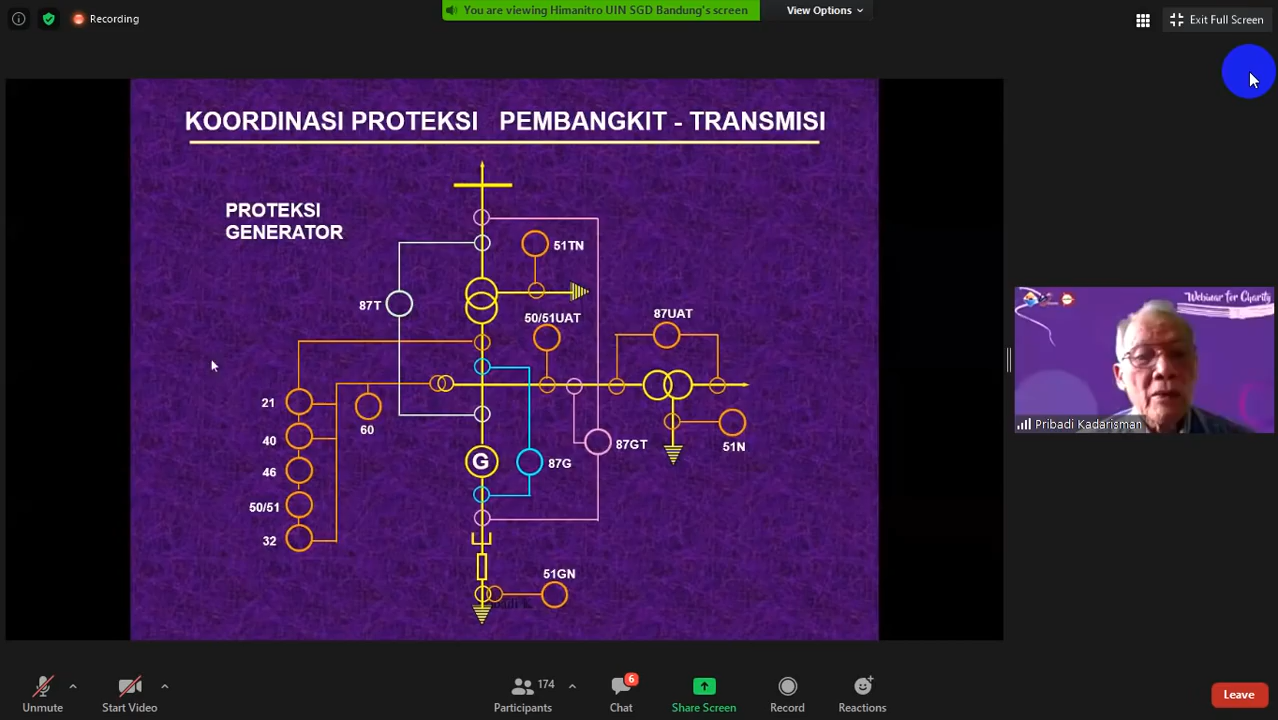 Recording
You are viewing Himanitro UIN SGD Bandung's screen
View Options
Exit Full Screen
KOORDINASI PROTEKSI PEMBANGKIT - TRANSMISI
PROTEKSI
GENERATOR
51TN
87T
50/51UAT
87UAT
21
60
40
87GT
51N
46
G
87G
50/51
32
51GN
Webinar for Charity
Pribadi Kadarisman
Unmute
Start Video
174
Participants
6
Chat
Share Screen
Record
Reactions
Leave